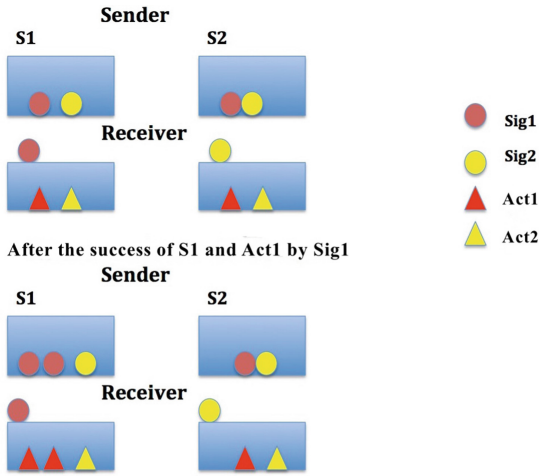 Sender
S1 S2
Receiver
Sig1
Sig2
Act1
Act2
After the success of S1 and Act1 by Sig1
Sender
S1 S2
Receiver